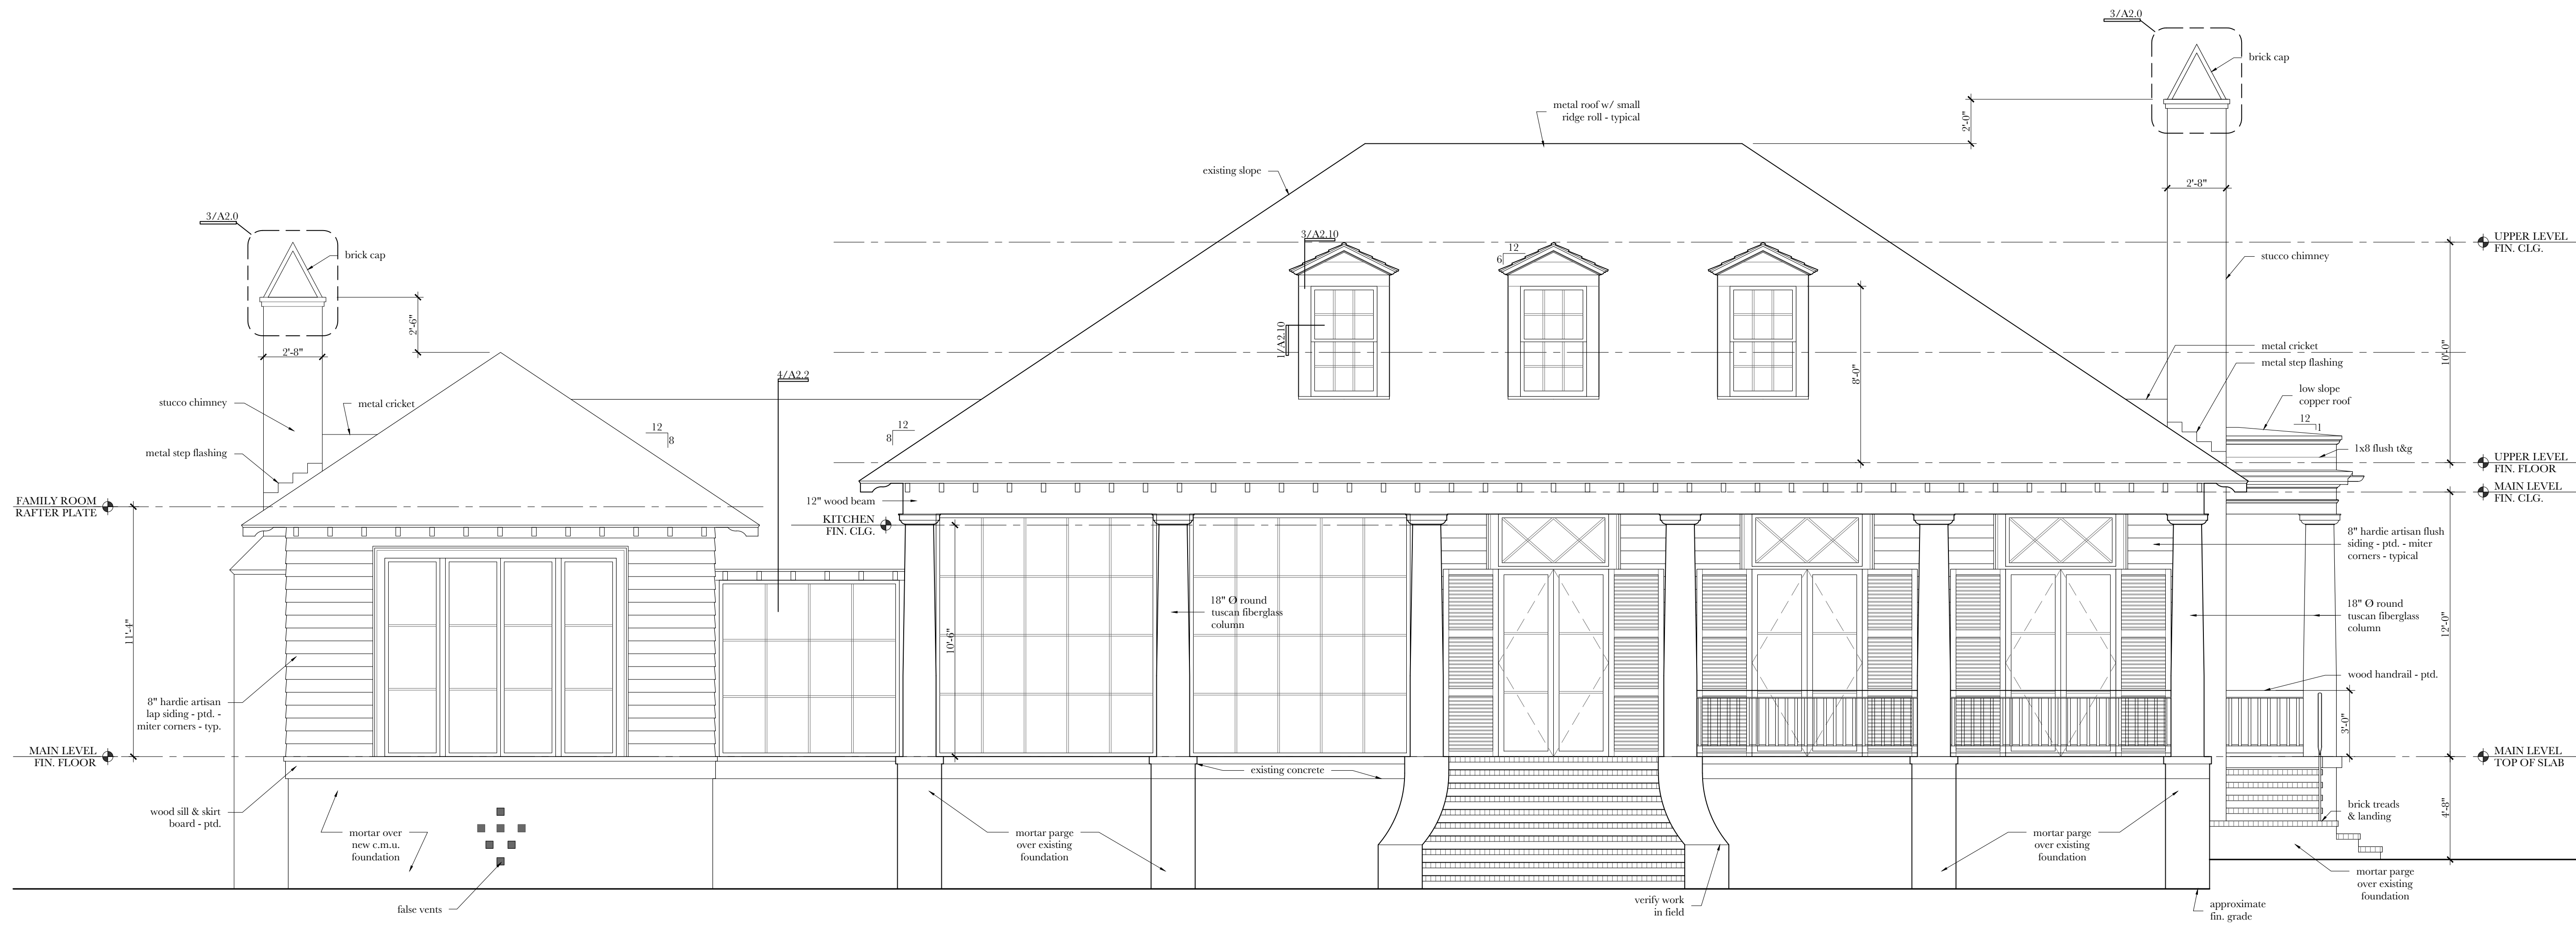 3/A2.0
brick cap
metal roof w/ small
ridge roll - typical
2'-0"
existing slope
2'-8"
3/A2.0
brick cap
3/A2.10
12
6
UPPER LEVEL
FIN. CLG.
stucco chimney
2'-6"
1/A2.10
2'-8"
metal cricket
10'-0"
metal step flashing
4/A2.2
8'-0"
low slope
copper roof
stucco chimney
metal cricket
12
8
12
8
12
1
1x8 flush t&g
metal step flashing
UPPER LEVEL
FIN. FLOOR
FAMILY ROOM
RAFTER PLATE
12" wood beam
MAIN LEVEL
FIN. CLG.
KITCHEN
FIN. CLG.
8" hardie artisan flush
siding - ptd. - miter
corners - typical
18" Ø round
tuscan fiberglass
column
18" Ø round
tuscan fiberglass
column
11'-4"
10'-6"
12'-0"
wood handrail - ptd.
8" hardie artisan
lap siding - ptd. -
miter corners - typ.
3'-0"
MAIN LEVEL
FIN. FLOOR
existing concrete
MAIN LEVEL
TOP OF SLAB
wood sill & skirt
board - ptd.
brick treads
& landing
4'-8"
mortar over
new c.m.u.
foundation
mortar parge
over existing
foundation
mortar parge
over existing
foundation
mortar parge
over existing
foundation
false vents
verify work
in field
approximate
fin. grade